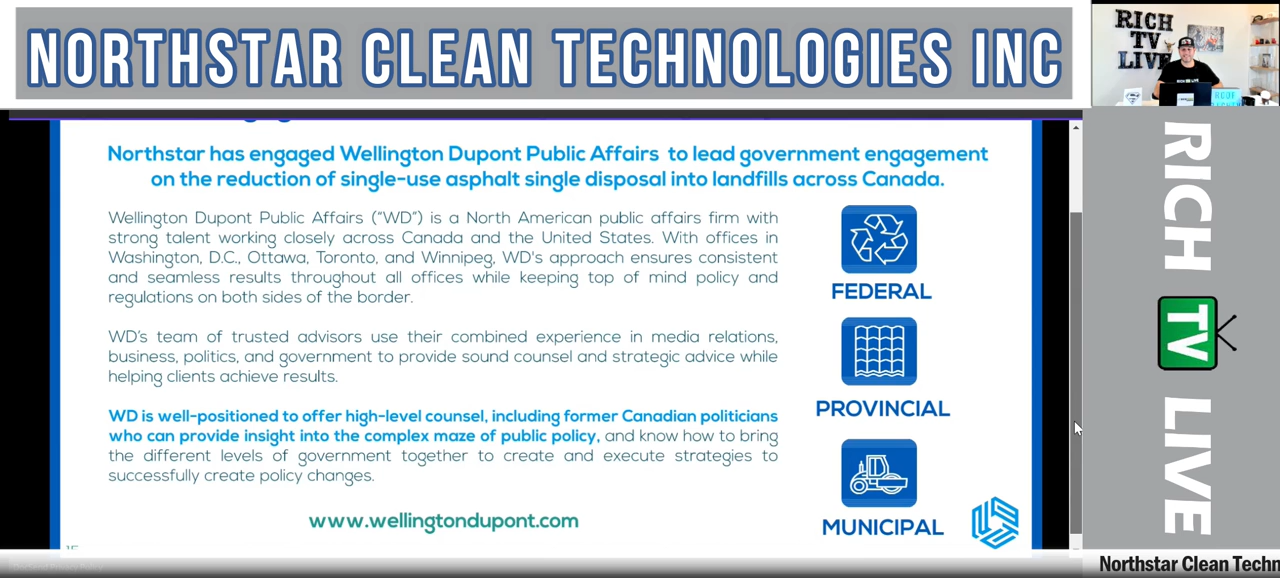 NORTHSTAR CLEAN TECHNOLOGIES INC
RICH
TV
LIVE
Northstar has engaged Wellington Dupont Public Affairs to lead government engagement
on the reduction of single-use asphalt single disposal into landfills across Canada.
Wellington Dupont Public Affairs (“WD”) is a North American public affairs firm with
strong talent working closely across Canada and the United States. With offices in
Washington, D.C., Ottawa, Toronto, and Winnipeg, WD's approach ensures consistent
and seamless results throughout all offices while keeping top of mind policy and
regulations on both sides of the border.
WD’s team of trusted advisors use their combined experience in media relations,
business, politics, and government to provide sound counsel and strategic advice while
helping clients achieve results.
WD is well-positioned to offer high-level counsel, including former Canadian politicians
who can provide insight into the complex maze of public policy, and know how to bring
the different levels of government together to create and execute strategies to
successfully create policy changes.
www.wellingtondupont.com
FEDERAL
PROVINCIAL
MUNICIPAL
RICH TV LIVE
Northstar Clean Techn